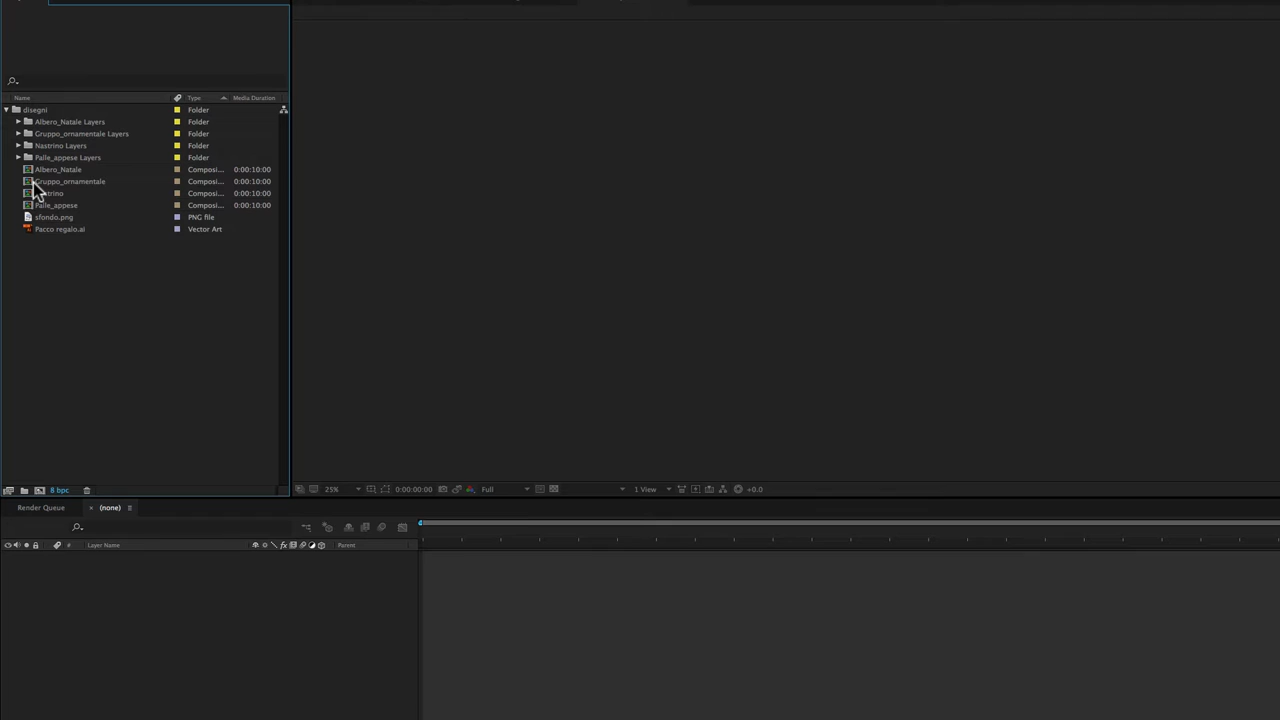 Name Type Media Duration
disegni Folder
Albero_Natale Layers Folder
Gruppo_ornamentale Layers Folder
Nastrino Layers Folder
Palle_appese Layers Folder
Albero_Natale Composi... 0:00:10:00
Gruppo_ornamentale Composi... 0:00:10:00
Composi... 0:00:10:00
Palle_appese Composi... 0:00:10:00
sfondo.png PNG file
Pacco regalo.ai Vector Art
8 bpc
25% 0:00:00:00 Full 1 View +0.0
Render Queue × (none)
# Layer Name Parent